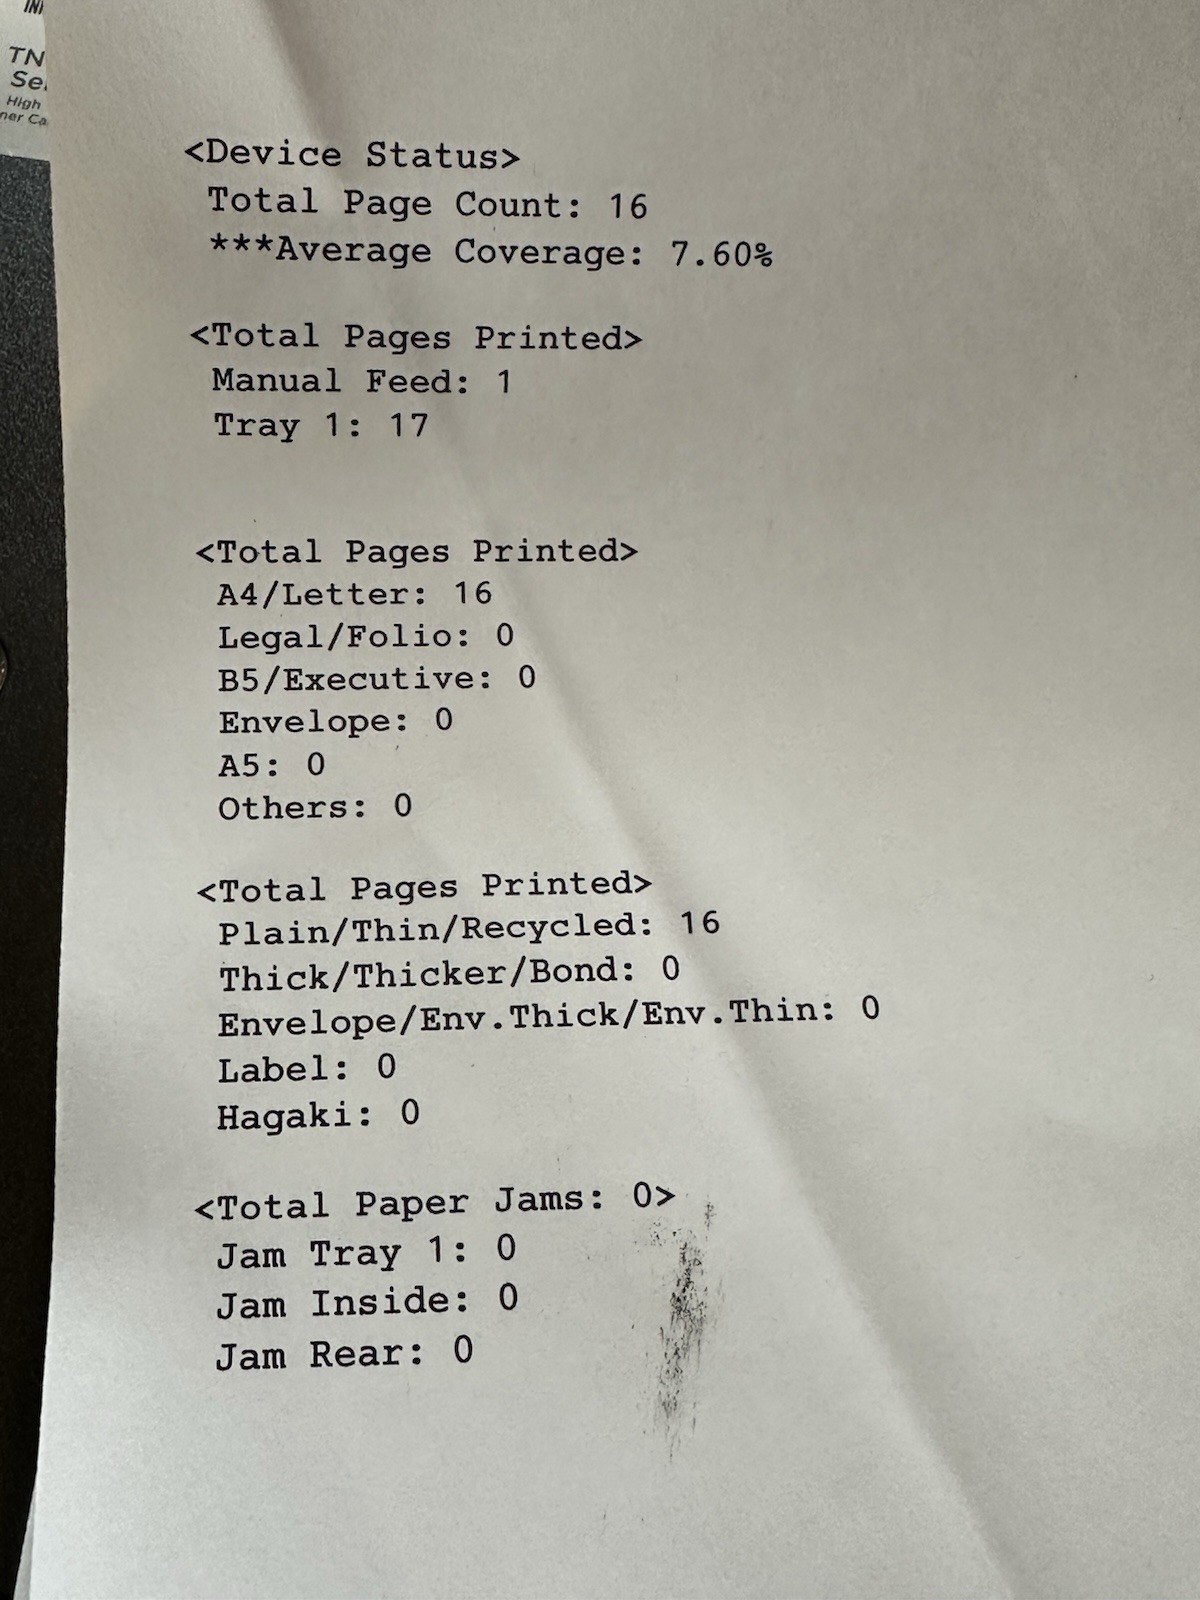 TN
High
<Device Status>
Total Page Count: 16
***Average Coverage: 7.60%
<Total Pages Printed>
Manual Feed: 1
Tray 1: 17
<Total Pages Printed>
A4/Letter: 16
Legal/Folio: 0
B5/Executive: 0
Envelope: 0
A5: 0
Others: 0
<Total Pages Printed>
Plain/Thin/Recycled: 16
Thick/Thicker/Bond: 0
Envelope/Env.Thick/Env.Thin: 0
Label: 0
Hagaki: 0
<Total Paper Jams: 0>
Jam Tray 1: 0
Jam Inside: 0
Jam Rear: 0